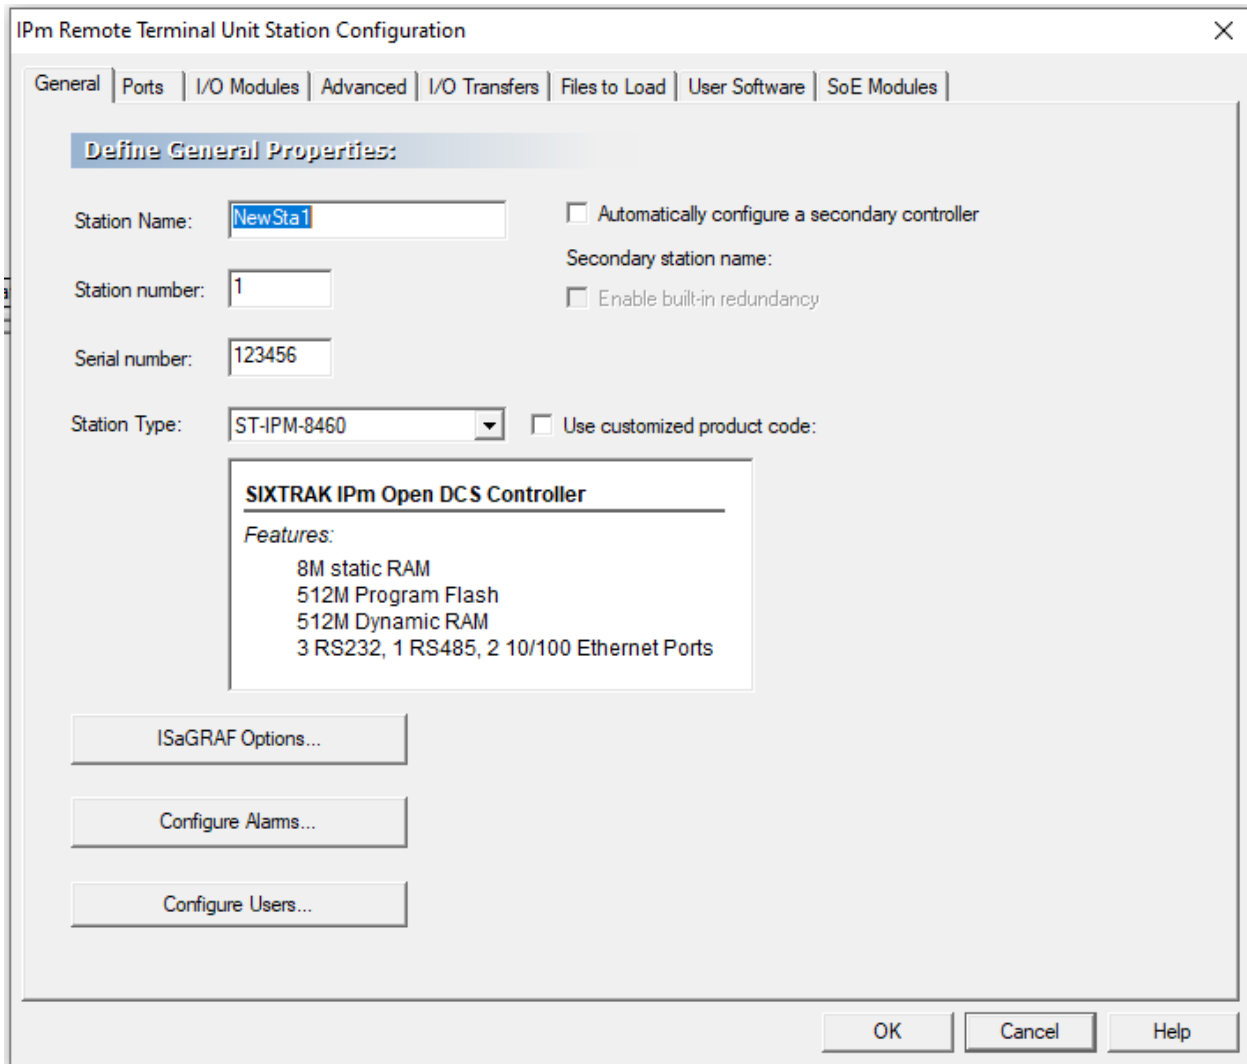 IPm Remote Terminal Unit Station Configuration
General Ports I/O Modules Advanced I/O Transfers Files to Load User Software SoE Modules
Define General Properties:
Station Name: NewSta1 Automatically configure a secondary controller
Secondary station name:
Station number: 1 Enable built-in redundancy
Serial number: 123456
Station Type: ST-IPM-8460 Use customized product code:
SIXTRAK IPm Open DCS Controller
Features:
8M static RAM
512M Program Flash
512M Dynamic RAM
3 RS232, 1 RS485, 2 10/100 Ethernet Ports
ISaGRAF Options...
Configure Alarms...
Configure Users...
OK Cancel Help